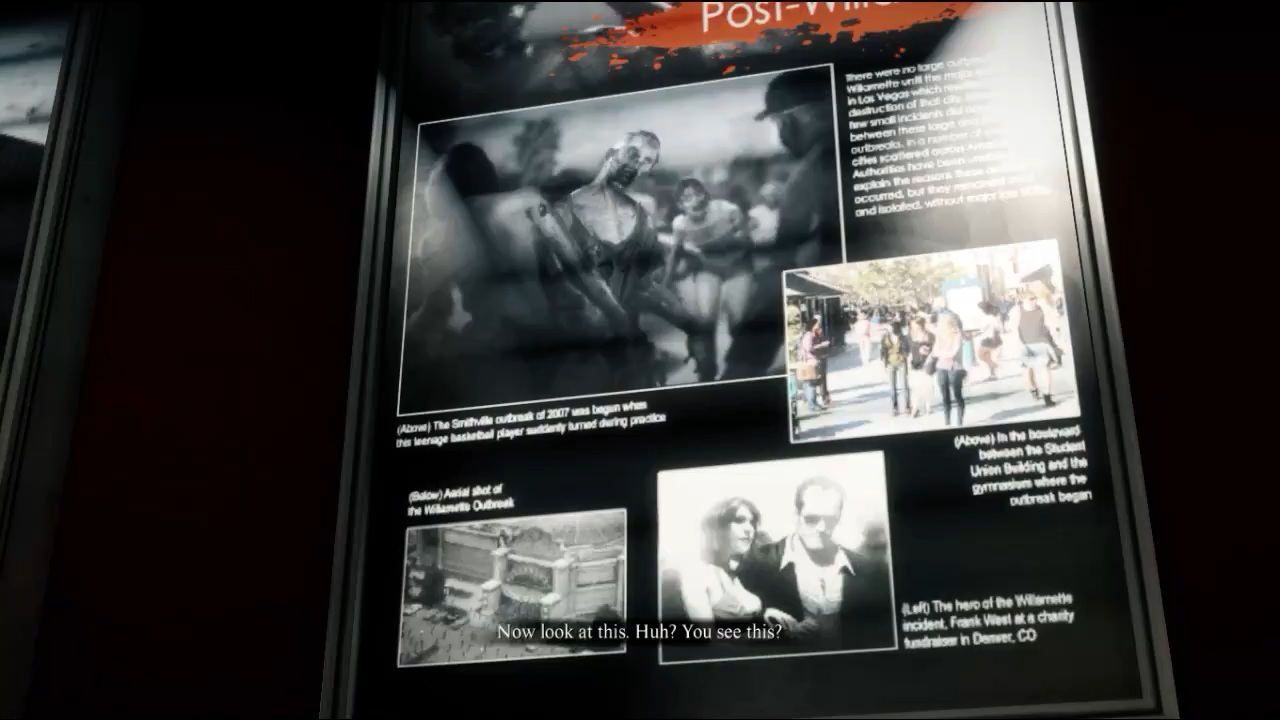 Post-Wil
There were no large
Willamette until the major
in Las Vegas which
destruction of that city.
few small incidents did
between these large and
outbreaks. In a number of
cities scattered across
Authorities have been
explain the reasons these
occurred, but they remained
and isolated, without major loss
(Above) The Smithville outbreak of 2007 was began when
this teenage basketball player suddenly turned during practice
(Above) In the boulevard
between the Student
Union Building and the
gymnasium where the
outbreak began
(Below) Aerial shot of
the Willamette Outbreak
(Left) The hero of the Willamette
incident, Frank West at a charity
fundraiser in Denver, CO
Now look at this. Huh? You see this?